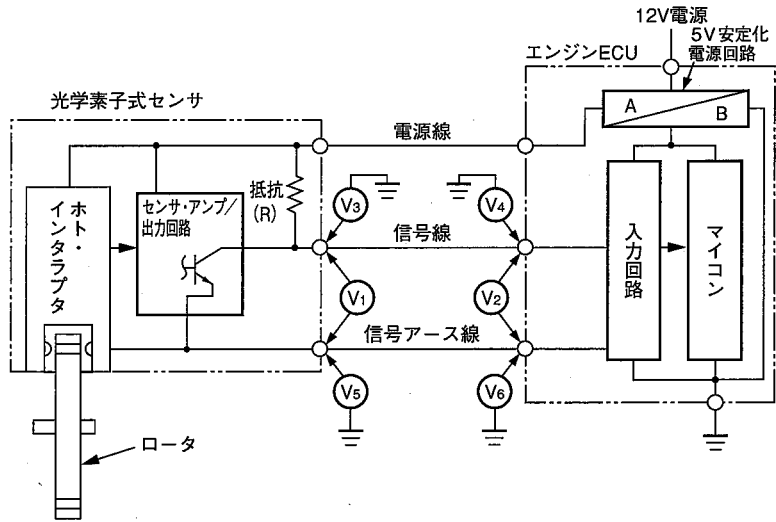 12V電源
5V安定化
電源回路
エンジンECU
光学素子式センサ
A
B
電源線
抵抗
(R)
V3
V4
センサ・アンプ/
出力回路
ホト・
インタラプタ
信号線
入力回路
マイコン
V1
V2
信号アース線
V5
V6
ロータ